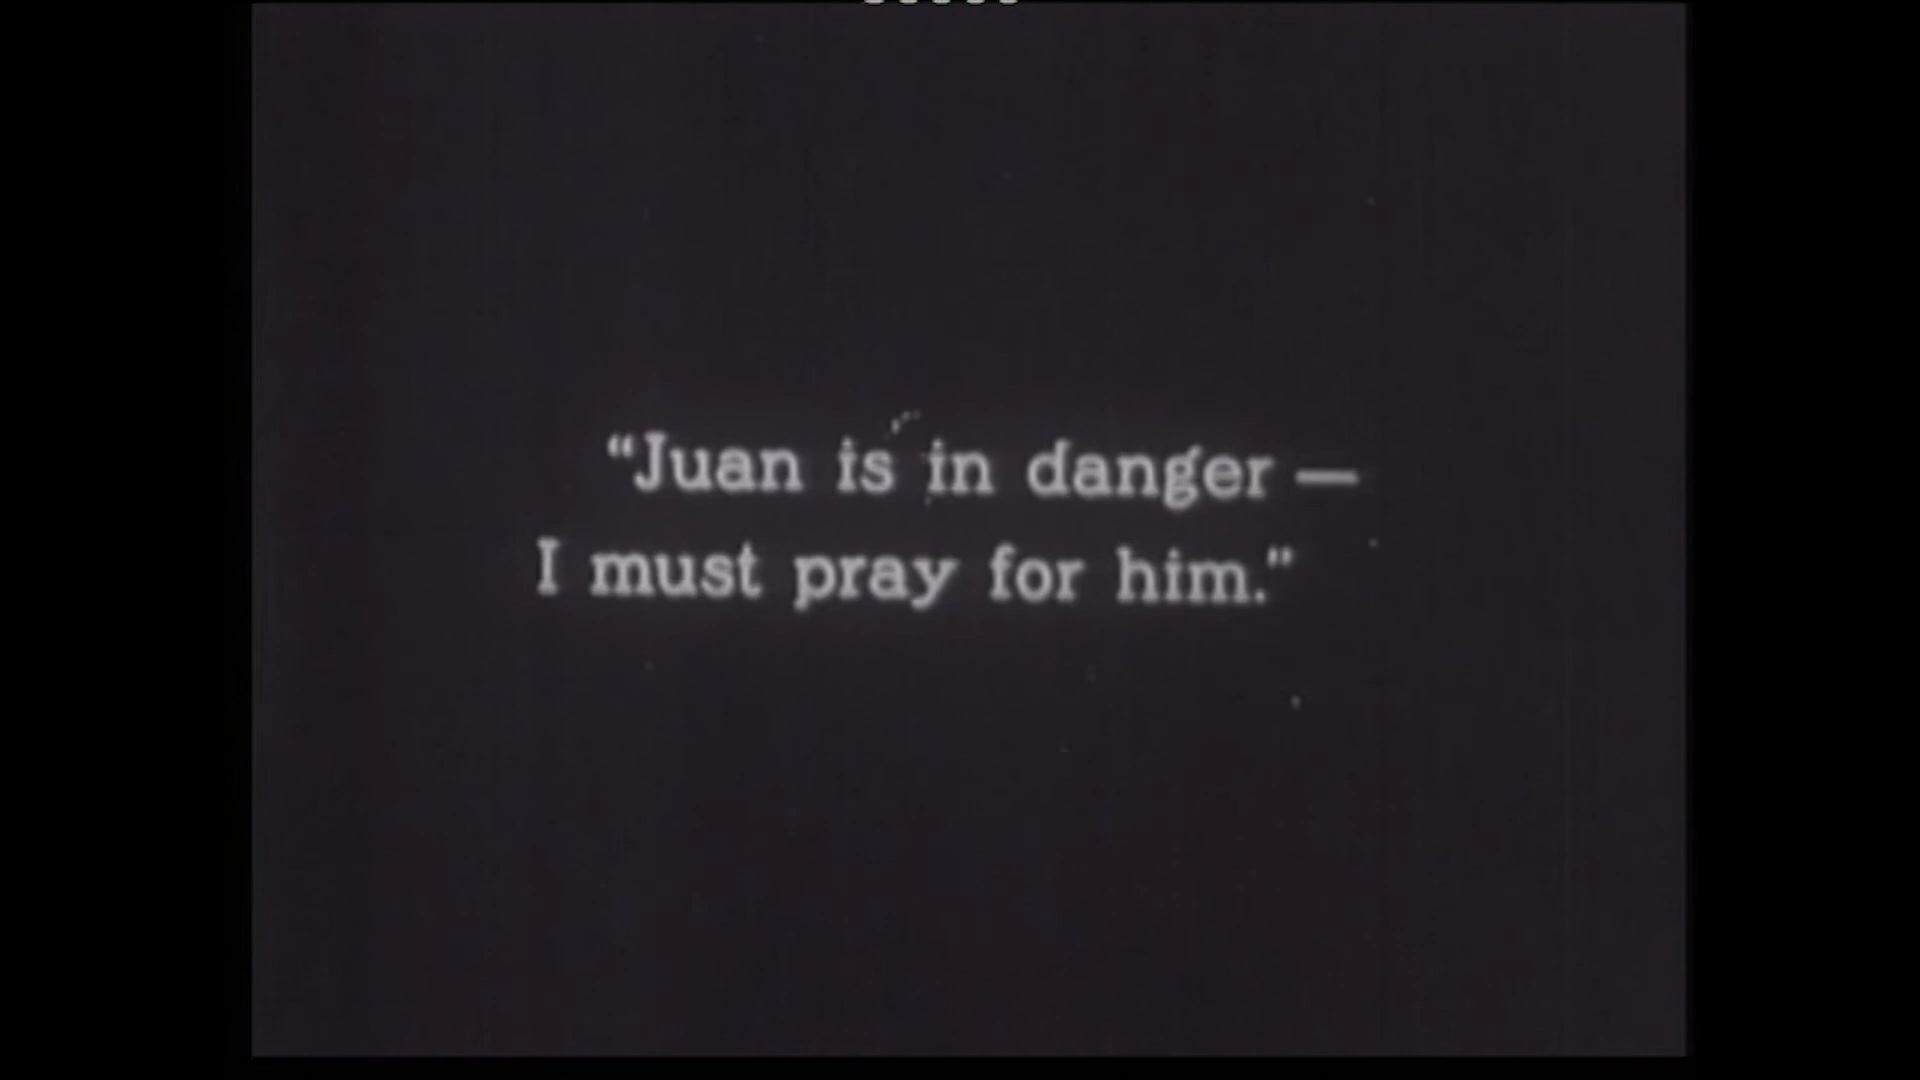 “Juan is in danger —
I must pray for him.”